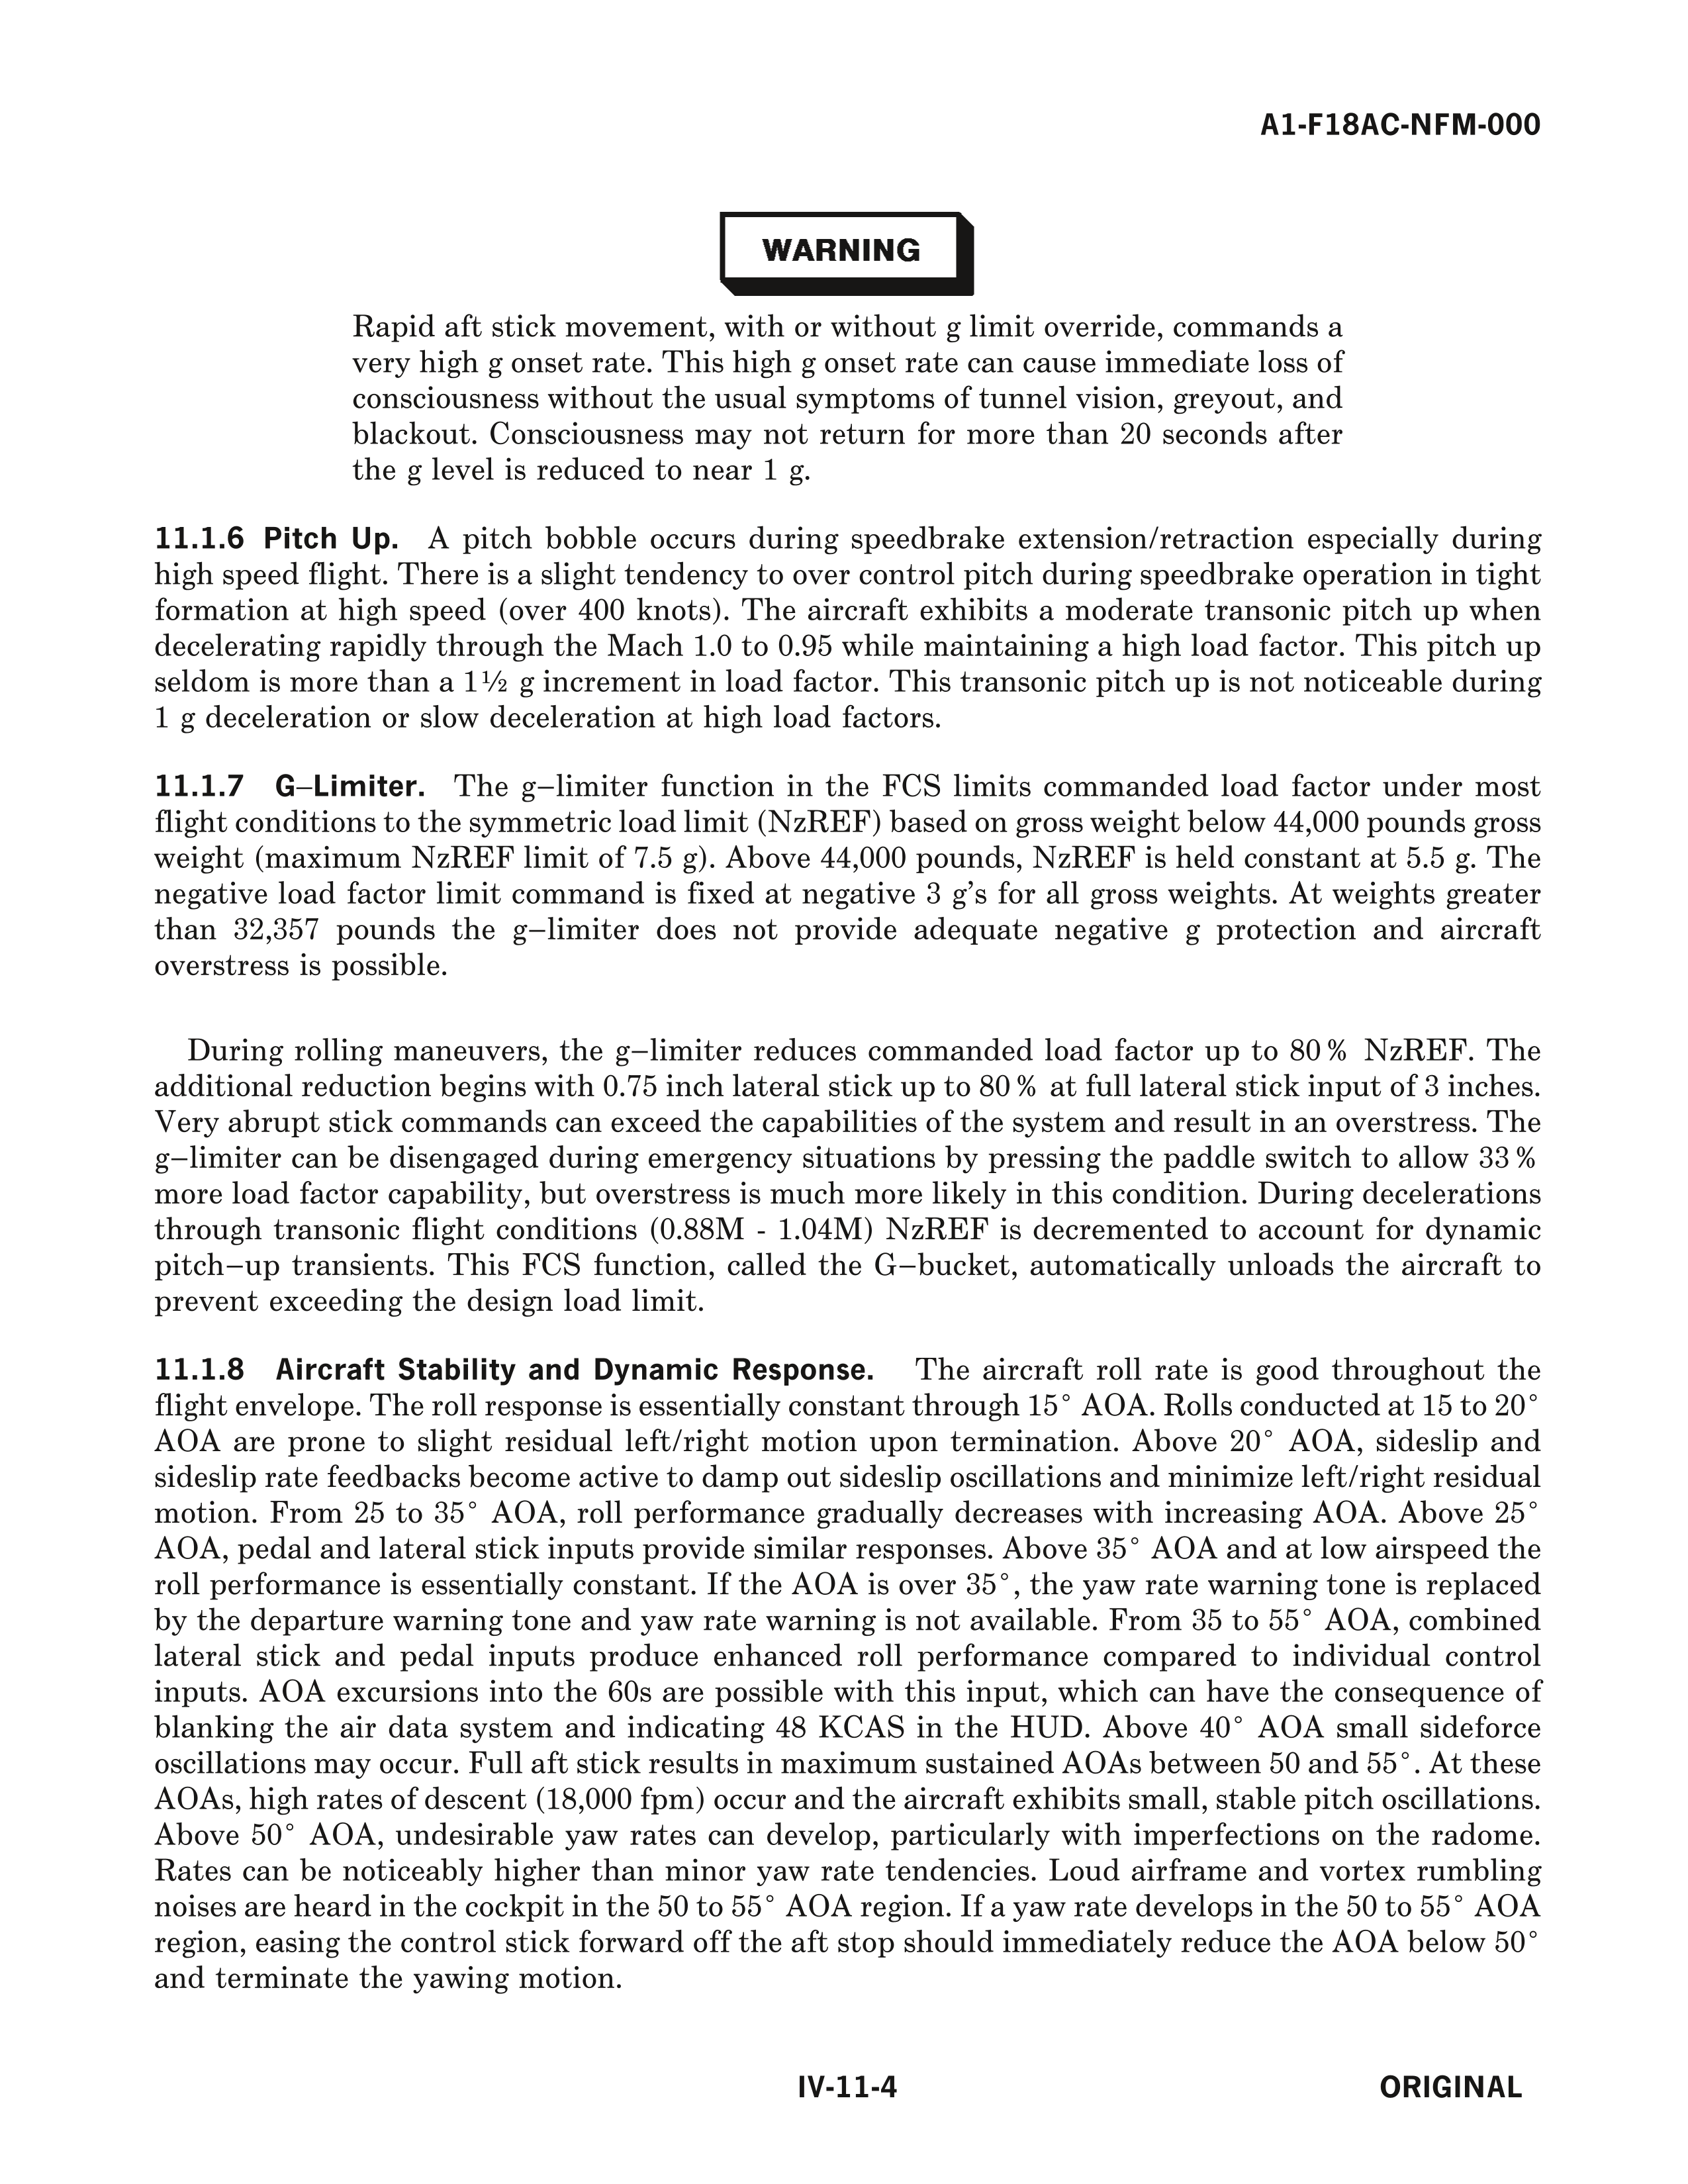 A1-F18AC-NFM-000
WARNING
Rapid aft stick movement, with or without g limit override, commands a
very high g onset rate. This high g onset rate can cause immediate loss of
consciousness without the usual symptoms of tunnel vision, greyout, and
blackout. Consciousness may not return for more than 20 seconds after
the g level is reduced to near 1 g.
11.1.6 Pitch Up. A pitch bobble occurs during speedbrake extension/retraction especially during
high speed flight. There is a slight tendency to over control pitch during speedbrake operation in tight
formation at high speed (over 400 knots). The aircraft exhibits a moderate transonic pitch up when
decelerating rapidly through the Mach 1.0 to 0.95 while maintaining a high load factor. This pitch up
seldom is more than a 1½ g increment in load factor. This transonic pitch up is not noticeable during
1 g deceleration or slow deceleration at high load factors.
11.1.7 G–Limiter. The g–limiter function in the FCS limits commanded load factor under most
flight conditions to the symmetric load limit (NzREF) based on gross weight below 44,000 pounds gross
weight (maximum NzREF limit of 7.5 g). Above 44,000 pounds, NzREF is held constant at 5.5 g. The
negative load factor limit command is fixed at negative 3 g's for all gross weights. At weights greater
than 32,357 pounds the g–limiter does not provide adequate negative g protection and aircraft
overstress is possible.
During rolling maneuvers, the g–limiter reduces commanded load factor up to 80% NzREF. The
additional reduction begins with 0.75 inch lateral stick up to 80% at full lateral stick input of 3 inches.
Very abrupt stick commands can exceed the capabilities of the system and result in an overstress. The
g–limiter can be disengaged during emergency situations by pressing the paddle switch to allow 33%
more load factor capability, but overstress is much more likely in this condition. During decelerations
through transonic flight conditions (0.88M - 1.04M) NzREF is decremented to account for dynamic
pitch–up transients. This FCS function, called the G–bucket, automatically unloads the aircraft to
prevent exceeding the design load limit.
11.1.8 Aircraft Stability and Dynamic Response. The aircraft roll rate is good throughout the
flight envelope. The roll response is essentially constant through 15° AOA. Rolls conducted at 15 to 20°
AOA are prone to slight residual left/right motion upon termination. Above 20° AOA, sideslip and
sideslip rate feedbacks become active to damp out sideslip oscillations and minimize left/right residual
motion. From 25 to 35° AOA, roll performance gradually decreases with increasing AOA. Above 25°
AOA, pedal and lateral stick inputs provide similar responses. Above 35° AOA and at low airspeed the
roll performance is essentially constant. If the AOA is over 35°, the yaw rate warning tone is replaced
by the departure warning tone and yaw rate warning is not available. From 35 to 55° AOA, combined
lateral stick and pedal inputs produce enhanced roll performance compared to individual control
inputs. AOA excursions into the 60s are possible with this input, which can have the consequence of
blanking the air data system and indicating 48 KCAS in the HUD. Above 40° AOA small sideforce
oscillations may occur. Full aft stick results in maximum sustained AOAs between 50 and 55°. At these
AOAs, high rates of descent (18,000 fpm) occur and the aircraft exhibits small, stable pitch oscillations.
Above 50° AOA, undesirable yaw rates can develop, particularly with imperfections on the radome.
Rates can be noticeably higher than minor yaw rate tendencies. Loud airframe and vortex rumbling
noises are heard in the cockpit in the 50 to 55° AOA region. If a yaw rate develops in the 50 to 55° AOA
region, easing the control stick forward off the aft stop should immediately reduce the AOA below 50°
and terminate the yawing motion.
IV-11-4
ORIGINAL